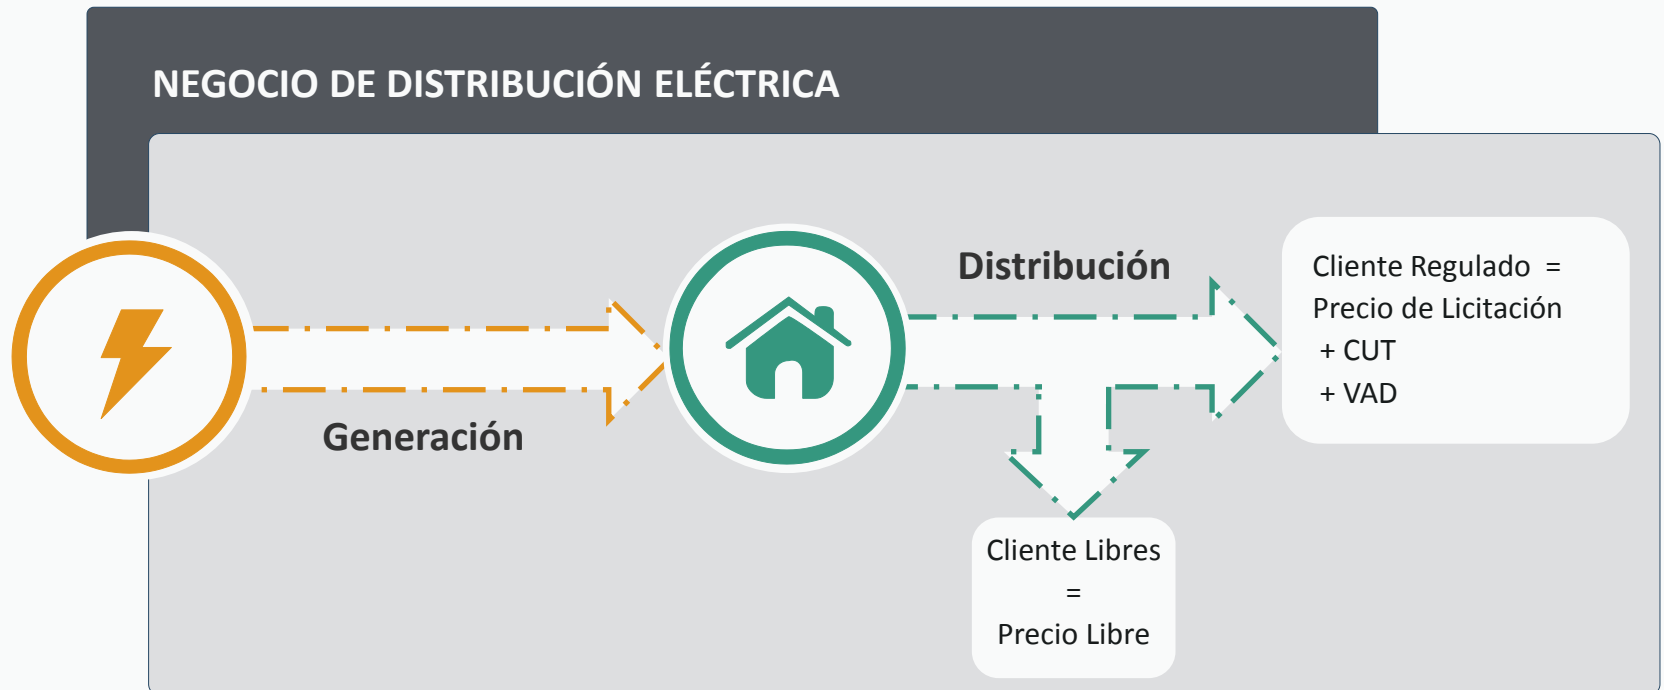 NEGOCIO DE DISTRIBUCIÓN ELÉCTRICA
Generación
Distribución
Cliente Regulado =
Precio de Licitación
+ CUT
+ VAD
Cliente Libres
=
Precio Libre